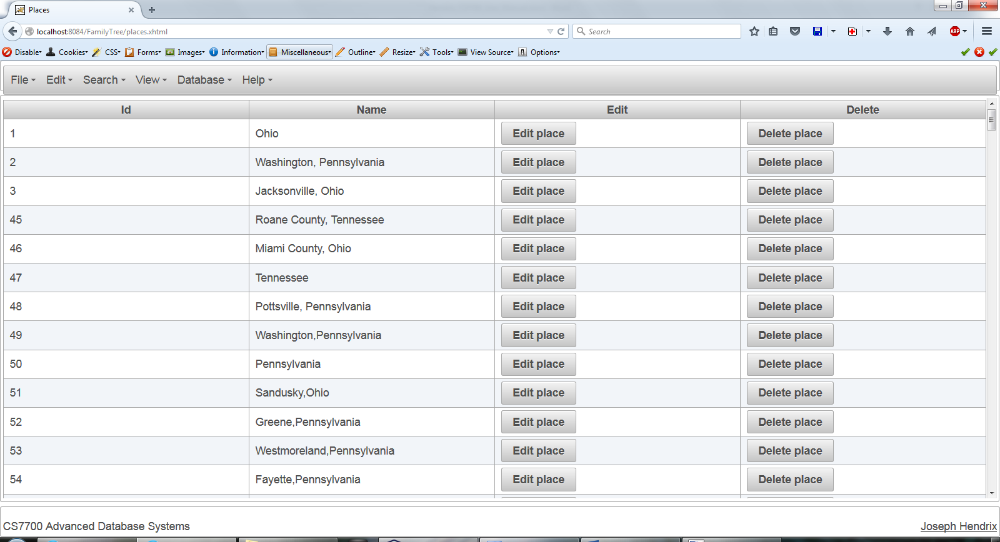 Places
localhost:8084/FamilyTree/places.xhtml
Search
ABP
Disable Cookies CSS Forms Images Information Miscellaneous Outline Resize Tools View Source Options
File Edit Search View Database Help
Id Name Edit Delete
1 Ohio Edit place Delete place
2 Washington, Pennsylvania Edit place Delete place
3 Jacksonville, Ohio Edit place Delete place
45 Roane County, Tennessee Edit place Delete place
46 Miami County, Ohio Edit place Delete place
47 Tennessee Edit place Delete place
48 Pottsville, Pennsylvania Edit place Delete place
49 Washington,Pennsylvania Edit place Delete place
50 Pennsylvania Edit place Delete place
51 Sandusky,Ohio Edit place Delete place
52 Greene,Pennsylvania Edit place Delete place
53 Westmoreland,Pennsylvania Edit place Delete place
54 Fayette,Pennsylvania Edit place Delete place
CS7700 Advanced Database Systems Joseph Hendrix